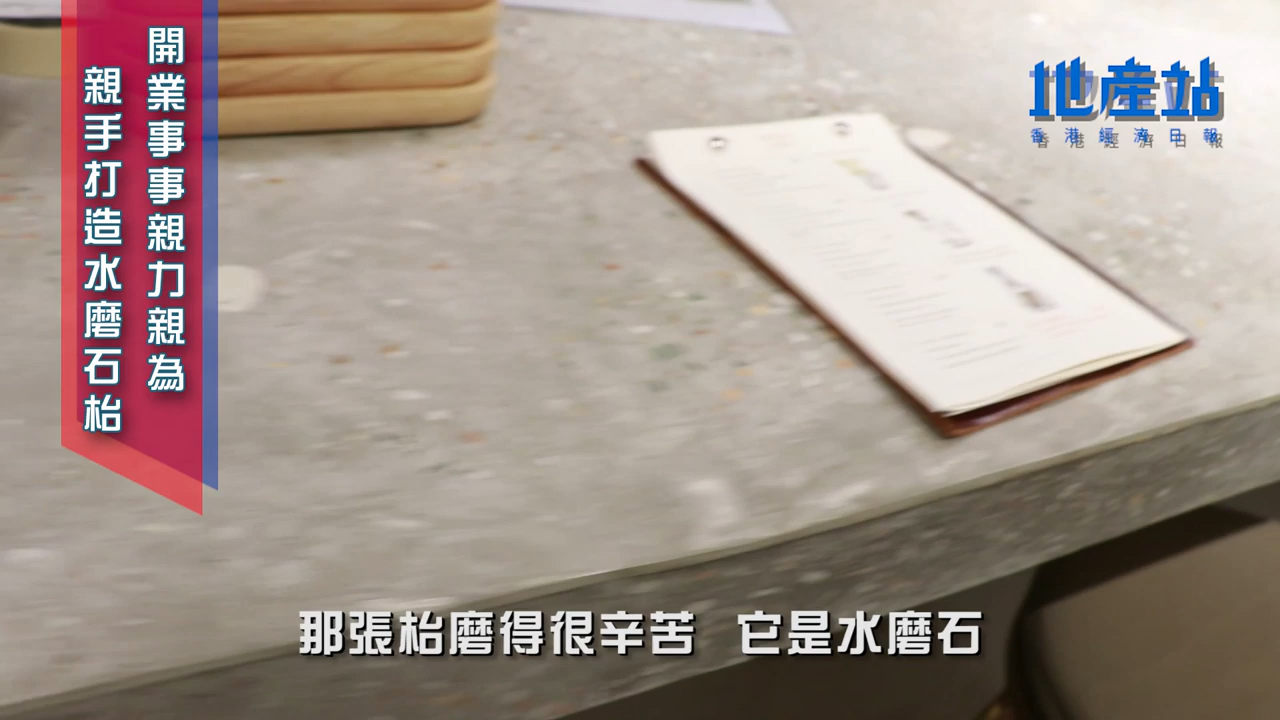 開業事事親力親為
親手打造水磨石枱
地產站
香港經濟日報
那張枱磨得很辛苦 它是水磨石